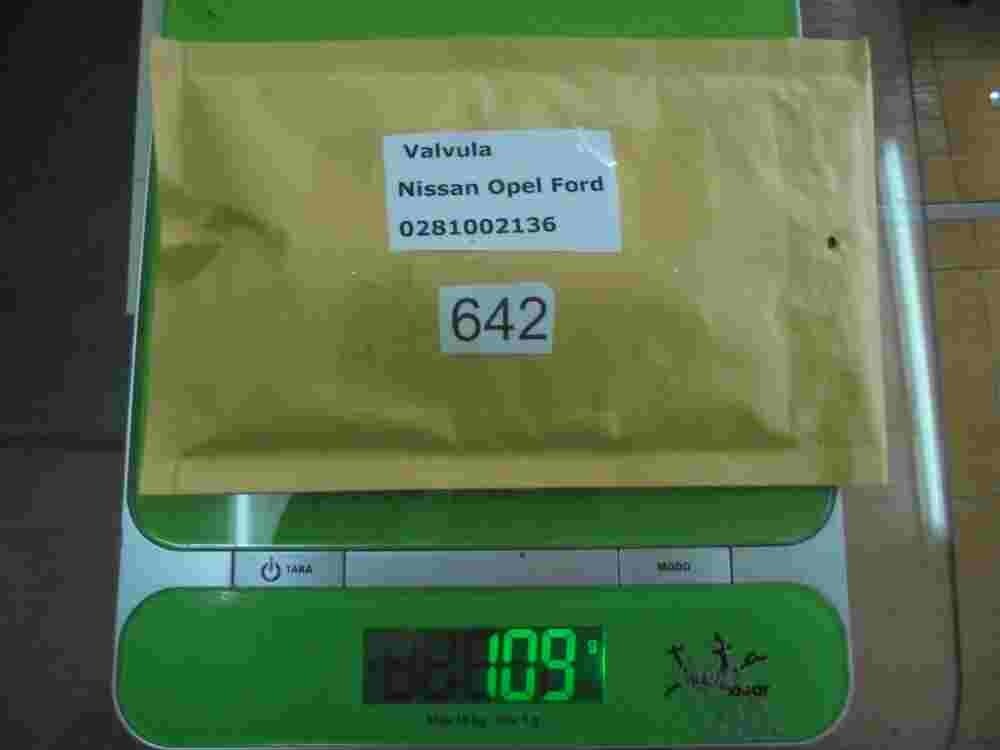 Valvula
Nissan Opel Ford
0281002136
642
TARA
MODO
109 g